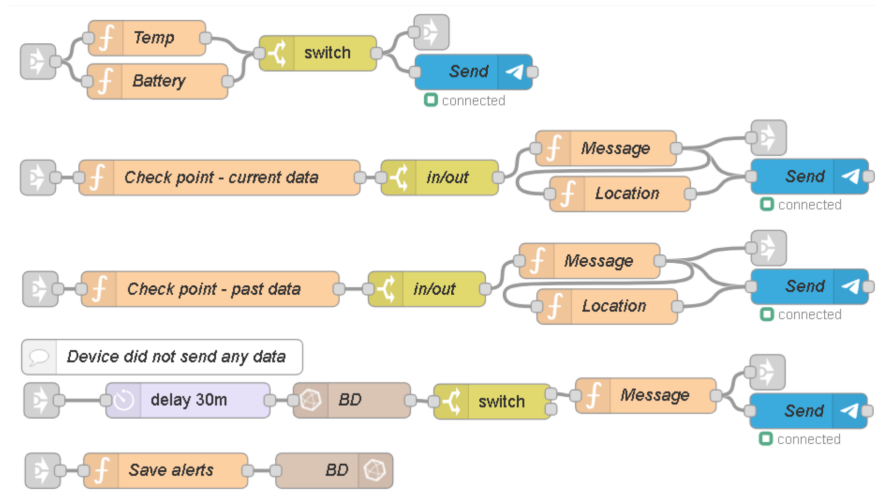 Temp
Battery
switch
Send
connected
Check point - current data
in/out
Message
Location
Send
connected
Check point - past data
in/out
Message
Location
Send
connected
Device did not send any data
delay 30m
BD
switch
Message
Send
connected
Save alerts
BD